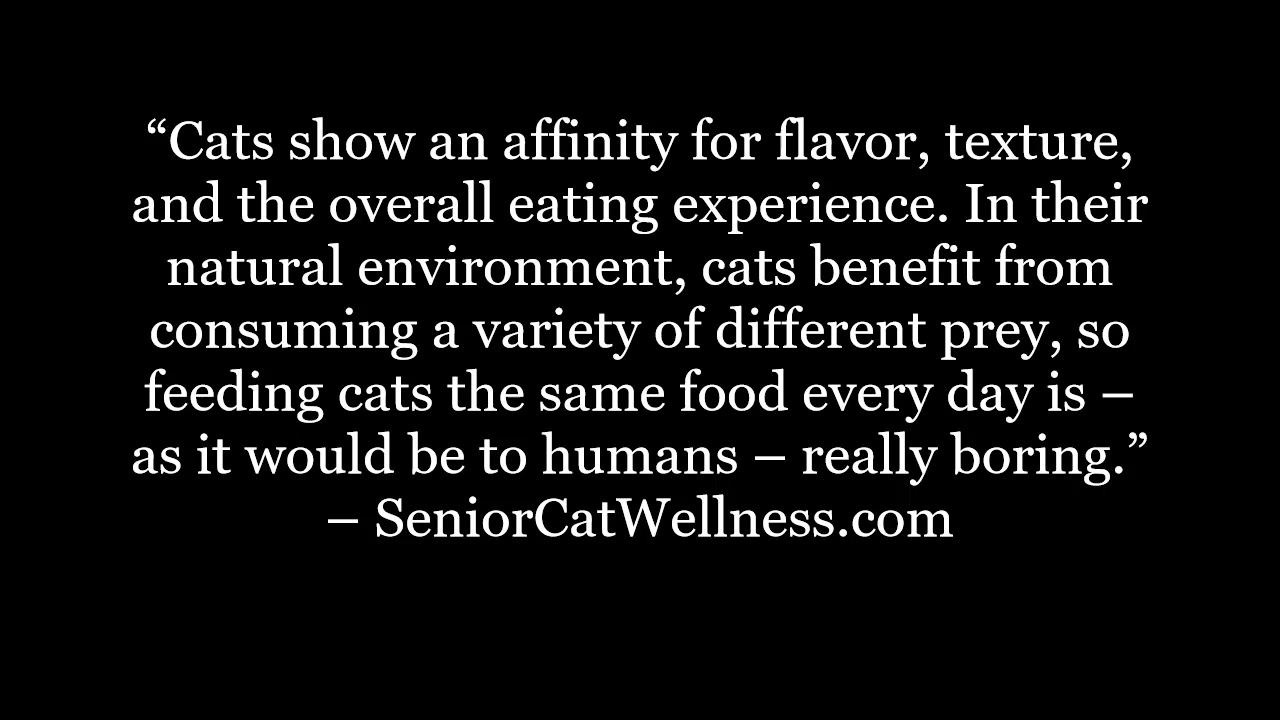 “Cats show an affinity for flavor, texture,
and the overall eating experience. In their
natural environment, cats benefit from
consuming a variety of different prey, so
feeding cats the same food every day is –
as it would be to humans – really boring.”
– SeniorCatWellness.com